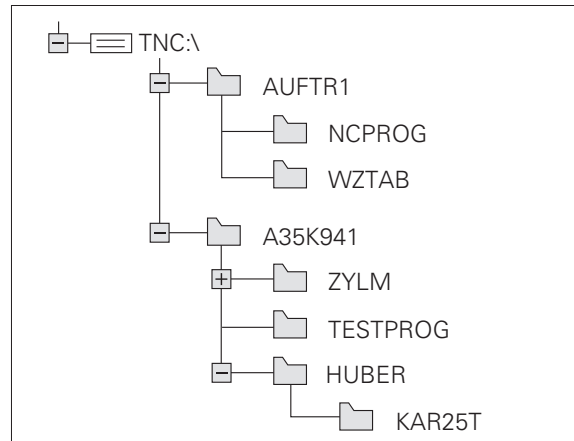 TNC:\
AUFTR1
NCPROG
WZTAB
A35K941
ZYLM
TESTPROG
HUBER
KAR25T